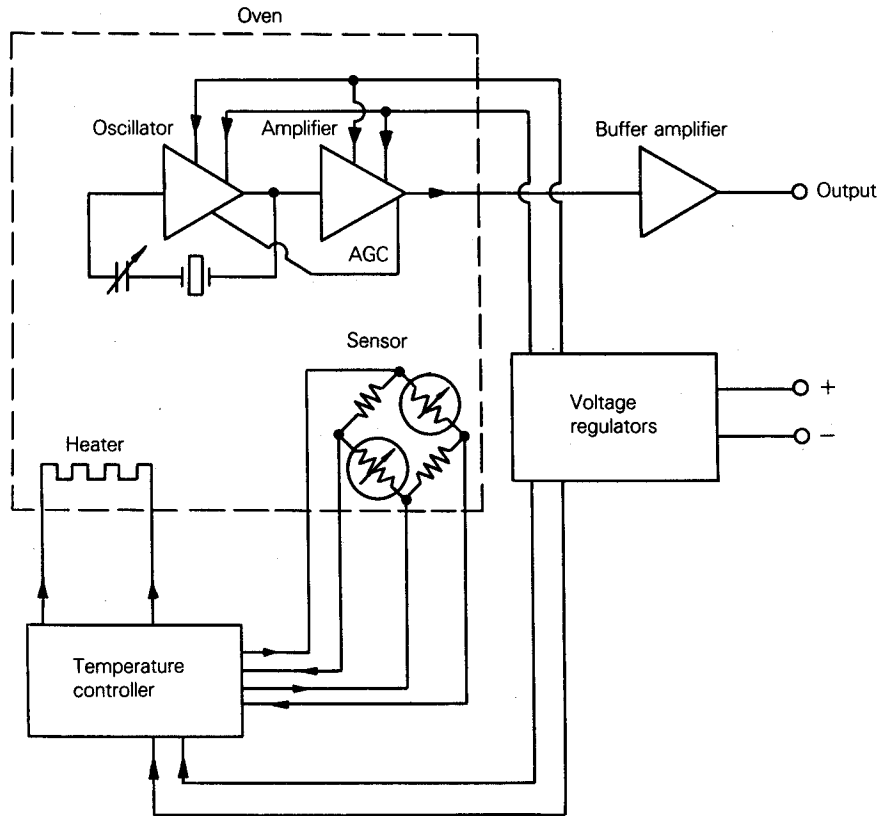 Oven
Oscillator
Amplifier
Buffer amplifier
Output
AGC
Sensor
Voltage
regulators
+
−
Heater
Temperature
controller